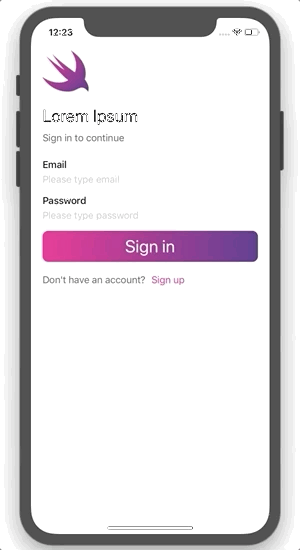 12:23
Lorem Ipsum
Sign in to continue
Email
Please type email
Password
Please type password
Sign in
Don't have an account? Sign up